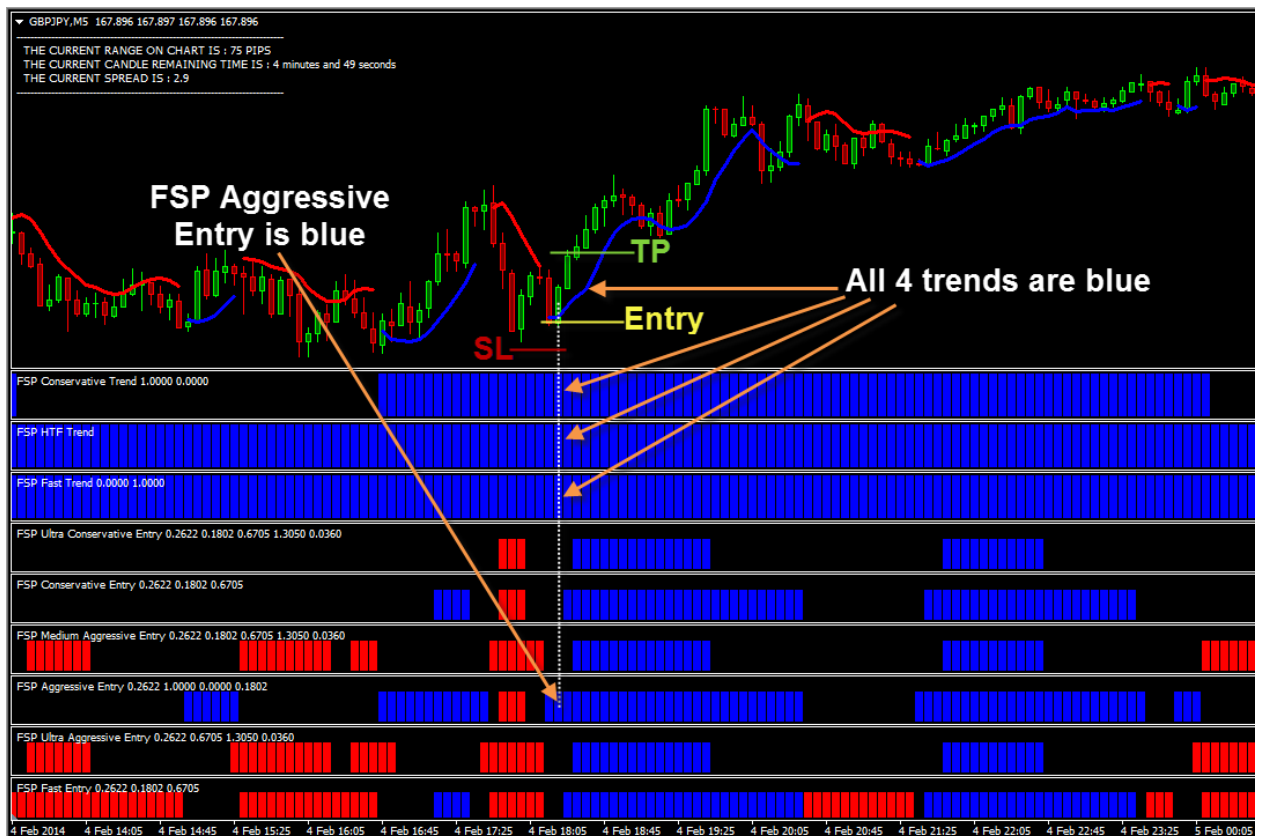 GBPJPY,M5 167.896 167.897 167.896 167.896
THE CURRENT RANGE ON CHART IS : 75 PIPS
THE CURRENT CANDLE REMAINING TIME IS : 4 minutes and 49 seconds
THE CURRENT SPREAD IS : 2.9
FSP Aggressive
Entry is blue
TP
All 4 trends are blue
Entry
SL
FSP Conservative Trend 1.0000 0.0000
FSP HTF Trend
FSP Fast Trend 0.0000 1.0000
FSP Ultra Conservative Entry 0.2622 0.1802 0.6705 1.3050 0.0360
FSP Conservative Entry 0.2622 0.1802 0.6705
FSP Medium Aggressive Entry 0.2622 0.1802 0.6705 1.3050 0.0360
FSP Aggressive Entry 0.2622 1.0000 0.0000 0.1802
FSP Ultra Aggressive Entry 0.2622 0.6705 1.3050 0.0360
FSP Fast Entry 0.2622 0.1802 0.6705
4 Feb 2014 4 Feb 14:05 4 Feb 14:45 4 Feb 15:25 4 Feb 16:05 4 Feb 16:45 4 Feb 17:25 4 Feb 18:05 4 Feb 18:45 4 Feb 19:25 4 Feb 20:05 4 Feb 20:45 4 Feb 21:25 4 Feb 22:05 4 Feb 22:45 4 Feb 23:25 5 Feb 00:05